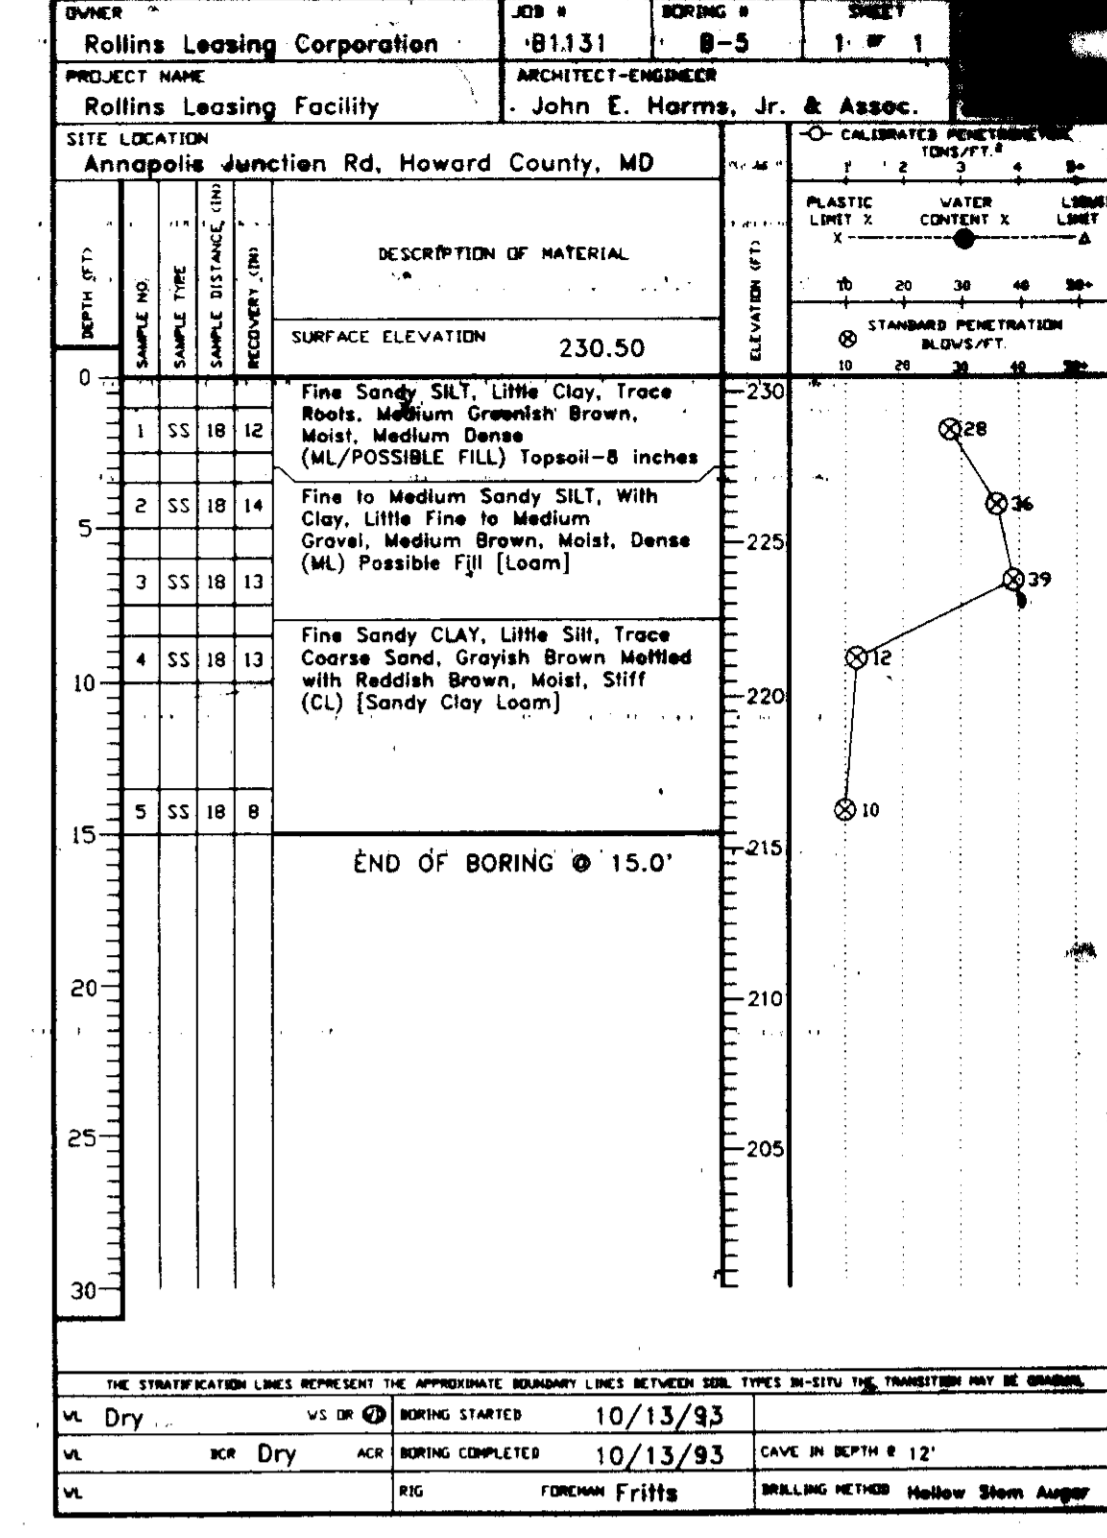 OWNER
JOB #
BORING #
SHEET
Rollins Leasing Corporation
81.131
B-5
1 OF 1
PROJECT NAME
ARCHITECT-ENGINEER
Rollins Leasing Facility
John E. Harms, Jr. & Assoc.
SITE LOCATION
Annapolis Junction Rd, Howard County, MD
CALIBRATED PENETROMETER
TONS/FT.²
1 2 3 4 5+
PLASTIC LIMIT %
WATER CONTENT %
LIQUID LIMIT
X
10 20 30 40 50+
STANDARD PENETRATION
BLOWS/FT.
10 20 30 40 50+
DEPTH (FT)
SAMPLE NO.
SAMPLE TYPE
SAMPLE DISTANCE (IN)
RECOVERY (IN)
DESCRIPTION OF MATERIAL
SURFACE ELEVATION 230.50
ELEVATION (FT)
0
Fine Sandy SILT, Little Clay, Trace
Roots, Medium Greenish Brown,
Moist, Medium Dense
(ML/POSSIBLE FILL) Topsoil-8 inches
230
1 SS 18 12
28
Fine to Medium Sandy SILT, With
Clay, Little Fine to Medium
Gravel, Medium Brown, Moist, Dense
(ML) Possible Fill [Loam]
2 SS 18 14
36
5
225
3 SS 18 13
39
Fine Sandy CLAY, Little Silt, Trace
Coarse Sand, Grayish Brown Mottled
with Reddish Brown, Moist, Stiff
(CL) [Sandy Clay Loam]
4 SS 18 13
12
10
220
5 SS 18 8
10
15
215
END OF BORING @ 15.0'
20
210
25
205
30
THE STRATIFICATION LINES REPRESENT THE APPROXIMATE BOUNDARY LINES BETWEEN SOIL TYPES IN-SITU THE TRANSITION MAY BE GRADUAL
WL Dry WS OR
BORING STARTED 10/13/93
WL BCR Dry ACR
BORING COMPLETED 10/13/93
CAVE IN DEPTH @ 12'
WL
RIG FOREMAN Fritts
DRILLING METHOD Hollow Stem Auger